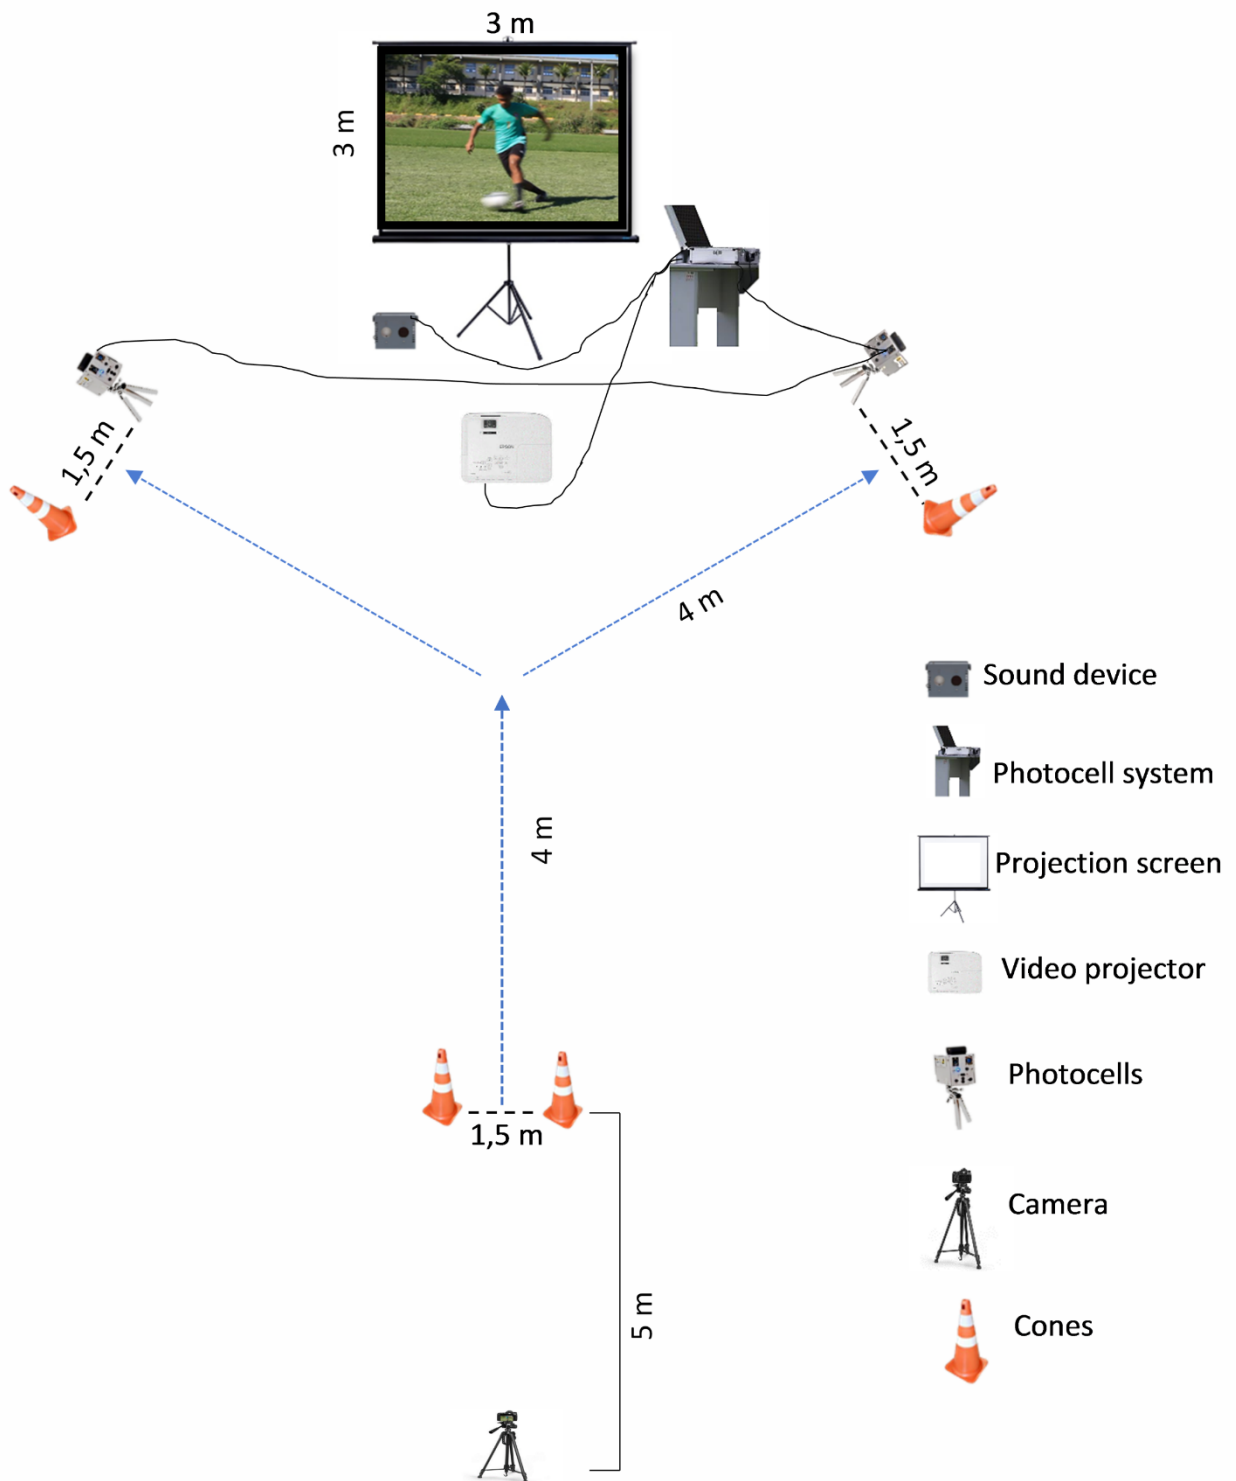 3 m
3 m
1,5 m
1,5 m
4 m
4 m
1,5 m
5 m
Sound device
Photocell system
Projection screen
Video projector
Photocells
Camera
Cones